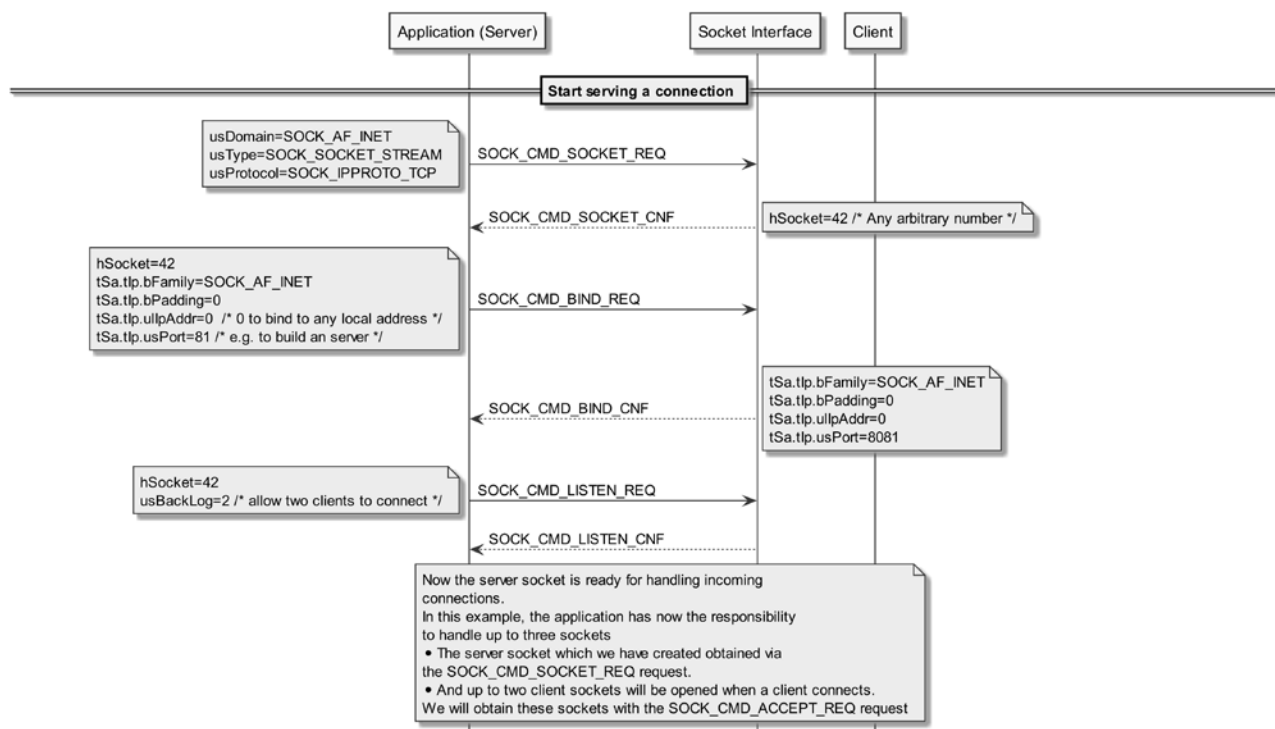 Application (Server)
Socket Interface
Client
Start serving a connection
usDomain=SOCK_AF_INET
usType=SOCK_SOCKET_STREAM
usProtocol=SOCK_IPPROTO_TCP
SOCK_CMD_SOCKET_REQ
SOCK_CMD_SOCKET_CNF
hSocket=42 /* Any arbitrary number */
hSocket=42
tSa.tIp.bFamily=SOCK_AF_INET
tSa.tIp.bPadding=0
tSa.tIp.ulIpAddr=0 /* 0 to bind to any local address */
tSa.tIp.usPort=81 /* e.g. to build an server */
SOCK_CMD_BIND_REQ
SOCK_CMD_BIND_CNF
tSa.tIp.bFamily=SOCK_AF_INET
tSa.tIp.bPadding=0
tSa.tIp.ulIpAddr=0
tSa.tIp.usPort=8081
hSocket=42
usBackLog=2 /* allow two clients to connect */
SOCK_CMD_LISTEN_REQ
SOCK_CMD_LISTEN_CNF
Now the server socket is ready for handling incoming
connections.
In this example, the application has now the responsibility
to handle up to three sockets
• The server socket which we have created obtained via
the SOCK_CMD_SOCKET_REQ request.
• And up to two client sockets will be opened when a client connects.
We will obtain these sockets with the SOCK_CMD_ACCEPT_REQ request